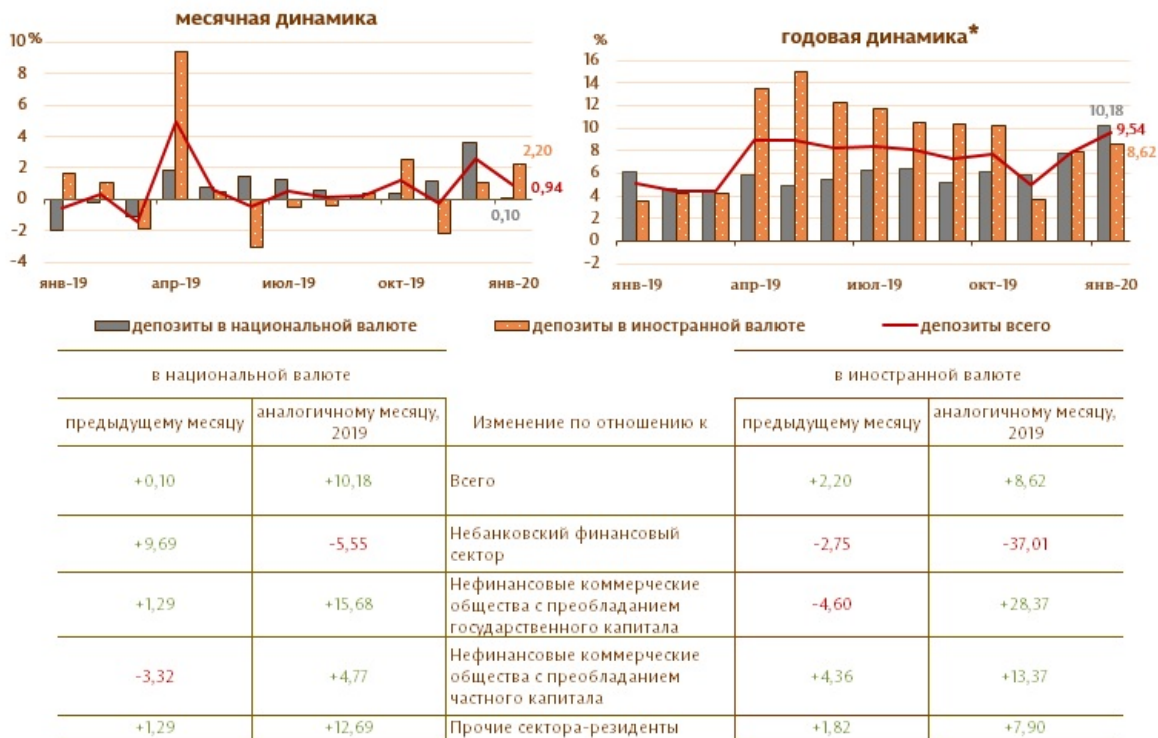 месячная динамика
10%
8
6
4
2
0
-2
-4
2,20
0,94
0,10
янв-19
апр-19
июл-19
окт-19
янв-20
годовая динамика*
%
16
14
12
10
8
6
4
2
0
-2
10,18
9,54
8,62
янв-19
апр-19
июл-19
окт-19
янв-20
депозиты в национальной валюте
депозиты в иностранной валюте
депозиты всего
в национальной валюте
в иностранной валюте
предыдущему месяцу
аналогичному месяцу,
2019
Изменение по отношению к
предыдущему месяцу
аналогичному месяцу,
2019
+0,10
+10,18
Всего
+2,20
+8,62
+9,69
-5,55
Небанковский финансовый
сектор
-2,75
-37,01
+1,29
+15,68
Нефинансовые коммерческие
общества с преобладанием
государственного капитала
-4,60
+28,37
-3,32
+4,77
Нефинансовые коммерческие
общества с преобладанием
частного капитала
+4,36
+13,37
+1,29
+12,69
Прочие сектора-резиденты
+1,82
+7,90